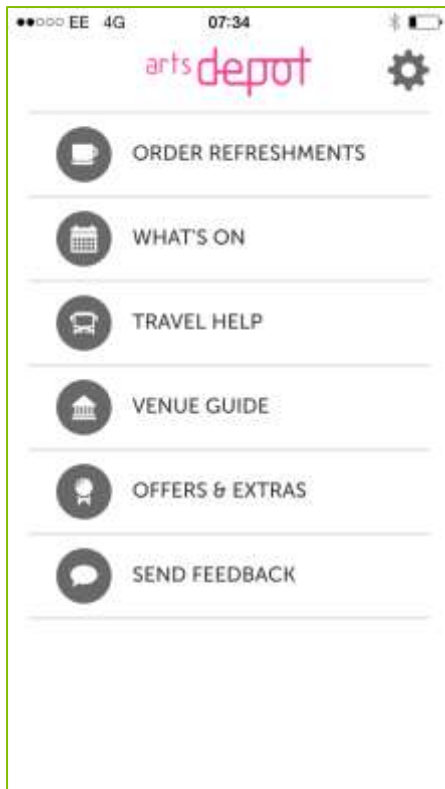 EE 4G 07:34
arts depot
ORDER REFRESHMENTS
WHAT'S ON
TRAVEL HELP
VENUE GUIDE
OFFERS & EXTRAS
SEND FEEDBACK